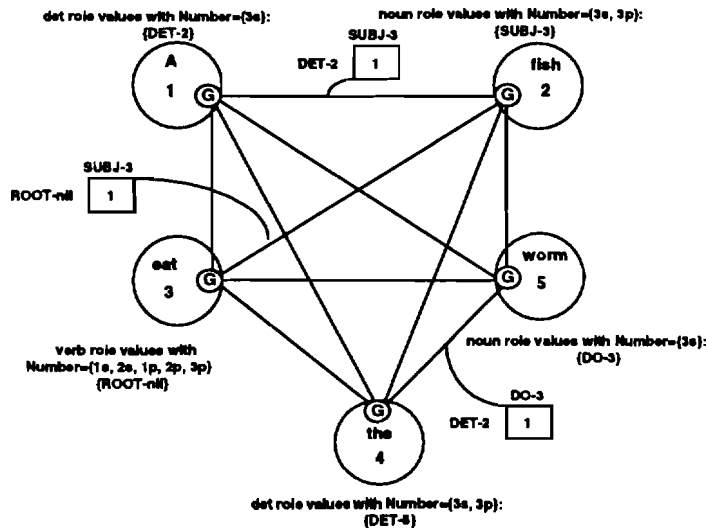 det role values with Number={3s}:
{DET-2}
noun role values with Number={3s, 3p}:
{SUBJ-3}
SUBJ-3
DET-2
1
A
1
G
fish
2
G
SUBJ-3
ROOT-nil
1
eat
3
G
worm
5
G
verb role values with
Number={1s, 2s, 1p, 2p, 3p}
{ROOT-nil}
noun role values with Number={3s}:
{DO-3}
DO-3
DET-2
1
G
the
4
det role values with Number={3s, 3p}:
{DET-5}